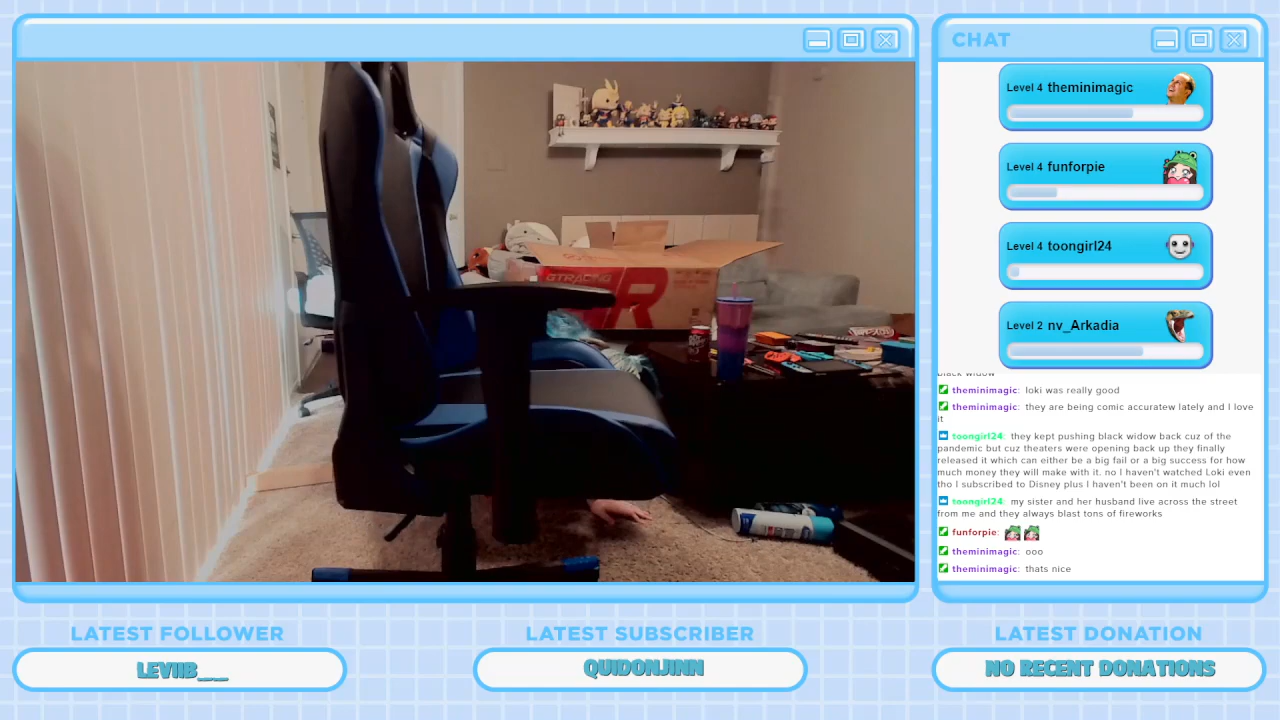 CHAT
Level 4 theminimagic
Level 4 funforpie
Level 4 toongirl24
Level 2 nv_Arkadia
GTRACING
R
black widow
theminimagic: loki was really good
theminimagic: they are being comic accuratew lately and I love
it
toongirl24: they kept pushing black widow back cuz of the
pandemic but cuz theaters were opening back up they finally
released it which can either be a big fail or a big success for how
much money they will make with it. no I haven't watched Loki even
tho I subscribed to Disney plus I haven't been on it much lol
toongirl24: my sister and her husband live across the street
from me and they always blast tons of fireworks
funforpie:
theminimagic: ooo
theminimagic: thats nice
LATEST FOLLOWER
LEVIIB__
LATEST SUBSCRIBER
QUIDONJINN
LATEST DONATION
NO RECENT DONATIONS